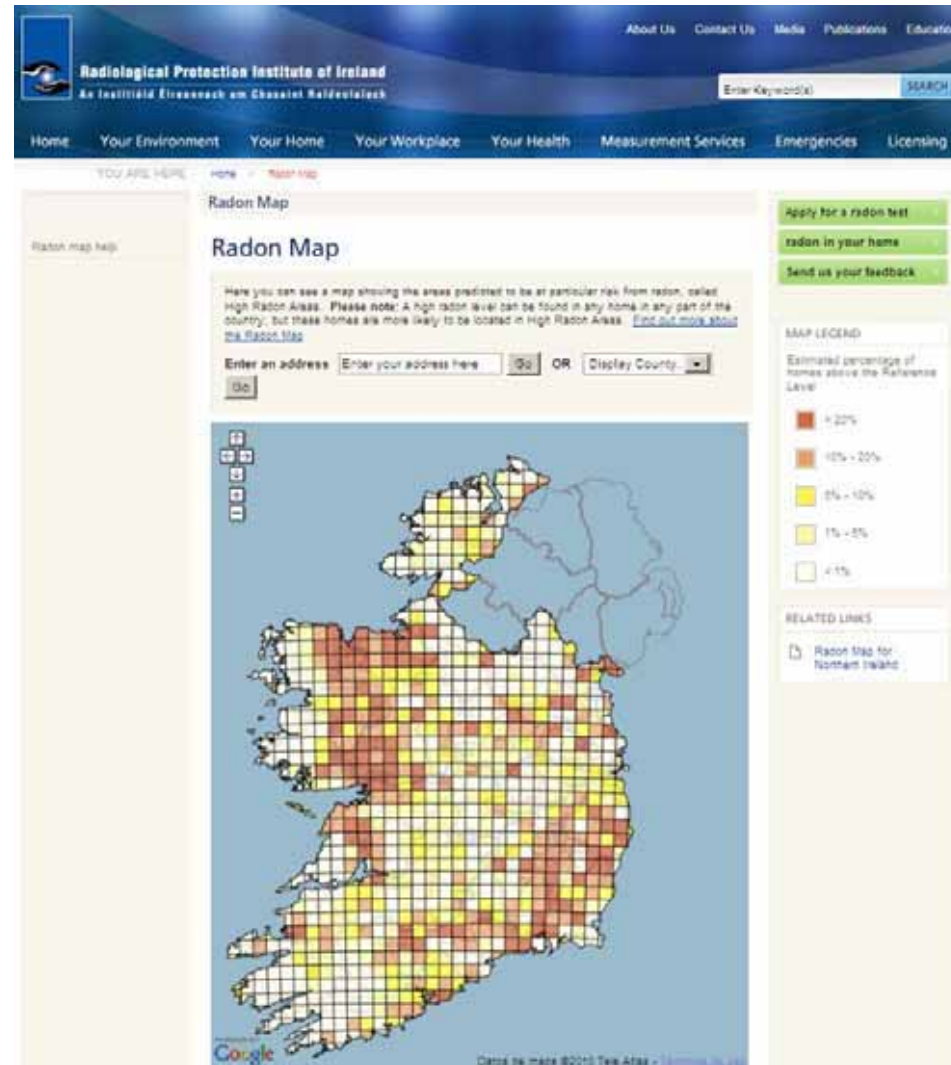 About Us Contact Us Media Publications Educatio
Radiological Protection Institute of Ireland
Enter Keyword(s) SEARCH
Home Your Environment Your Home Your Workplace Your Health Measurement Services Emergencies Licensing
YOU ARE HERE Home > Radon Map
Radon Map
Radon map help
Radon Map
Here you can see a map showing the areas predicted to be at particular risk from radon, called
High Radon Areas. Please note: A high radon level can be found in any home in any part of the
country, but these homes are more likely to be located in High Radon Areas. Find out more about
the Radon Map
Enter an address Enter your address here Go OR Display County
Go
Apply for a radon test
radon in your home
Send us your feedback
MAP LEGEND
Estimated percentage of
homes above the Reference
Level
20%
10% - 20%
5% - 10%
1% - 5%
< 1%
RELATED LINKS
Radon Map for
Northern Ireland
Google
©2010 Tele Atlas -